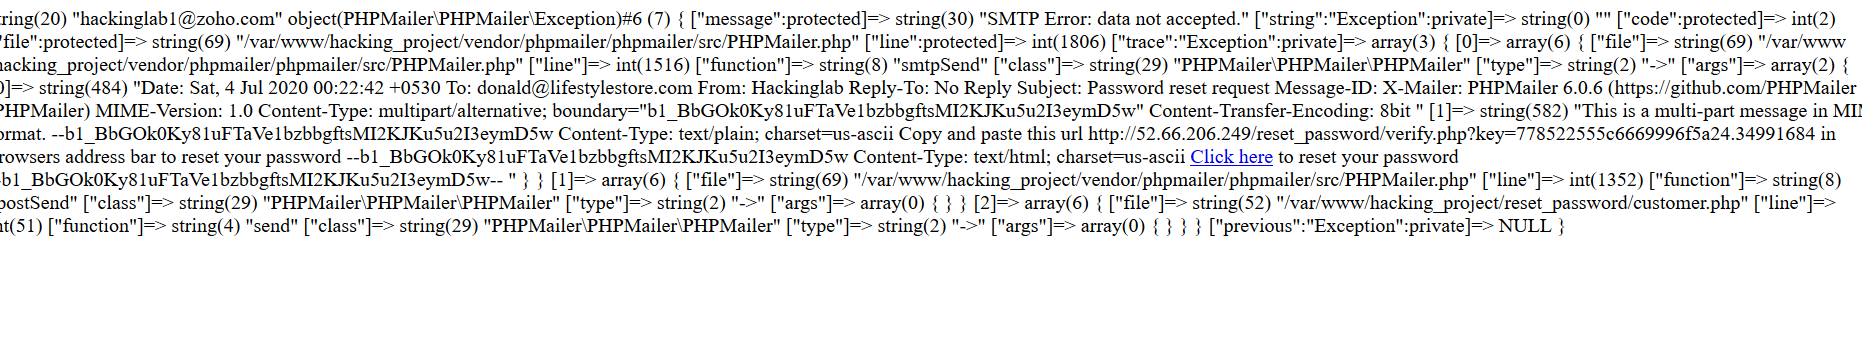 tring(20) "hackinglab1@zoho.com" object(PHPMailer\PHPMailer\Exception)#6 (7) { ["message":protected]=> string(30) "SMTP Error: data not accepted." ["string":"Exception":private]=> string(0) "" ["code":protected]=> int(2)
"file":protected]=> string(69) "/var/www/hacking_project/vendor/phpmailer/phpmailer/src/PHPMailer.php" ["line":protected]=> int(1806) ["trace":"Exception":private]=> array(3) { [0]=> array(6) { ["file"]=> string(69) "/var/www
hacking_project/vendor/phpmailer/phpmailer/src/PHPMailer.php" ["line"]=> int(1516) ["function"]=> string(8) "smtpSend" ["class"]=> string(29) "PHPMailer\PHPMailer\PHPMailer" ["type"]=> string(2) "->" ["args"]=> array(2) {
0]=> string(484) "Date: Sat, 4 Jul 2020 00:22:42 +0530 To: donald@lifestylestore.com From: Hackinglab Reply-To: No Reply Subject: Password reset request Message-ID: X-Mailer: PHPMailer 6.0.6 (https://github.com/PHPMailer
PHPMailer) MIME-Version: 1.0 Content-Type: multipart/alternative; boundary="b1_BbGOk0Ky81uFTaVe1bzbbgftsMI2KJKu5u2I3eymD5w" Content-Transfer-Encoding: 8bit " [1]=> string(582) "This is a multi-part message in MIM
ormat. --b1_BbGOk0Ky81uFTaVe1bzbbgftsMI2KJKu5u2I3eymD5w Content-Type: text/plain; charset=us-ascii Copy and paste this url http://52.66.206.249/reset_password/verify.php?key=778522555c6669996f5a24.34991684 in
rowsers address bar to reset your password --b1_BbGOk0Ky81uFTaVe1bzbbgftsMI2KJKu5u2I3eymD5w Content-Type: text/html; charset=us-ascii Click here to reset your password
-b1_BbGOk0Ky81uFTaVe1bzbbgftsMI2KJKu5u2I3eymD5w-- " } } [1]=> array(6) { ["file"]=> string(69) "/var/www/hacking_project/vendor/phpmailer/phpmailer/src/PHPMailer.php" ["line"]=> int(1352) ["function"]=> string(8)
postSend" ["class"]=> string(29) "PHPMailer\PHPMailer\PHPMailer" ["type"]=> string(2) "->" ["args"]=> array(0) { } } [2]=> array(6) { ["file"]=> string(52) "/var/www/hacking_project/reset_password/customer.php" ["line"]=>
nt(51) ["function"]=> string(4) "send" ["class"]=> string(29) "PHPMailer\PHPMailer\PHPMailer" ["type"]=> string(2) "->" ["args"]=> array(0) { } } } ["previous":"Exception":private]=> NULL }